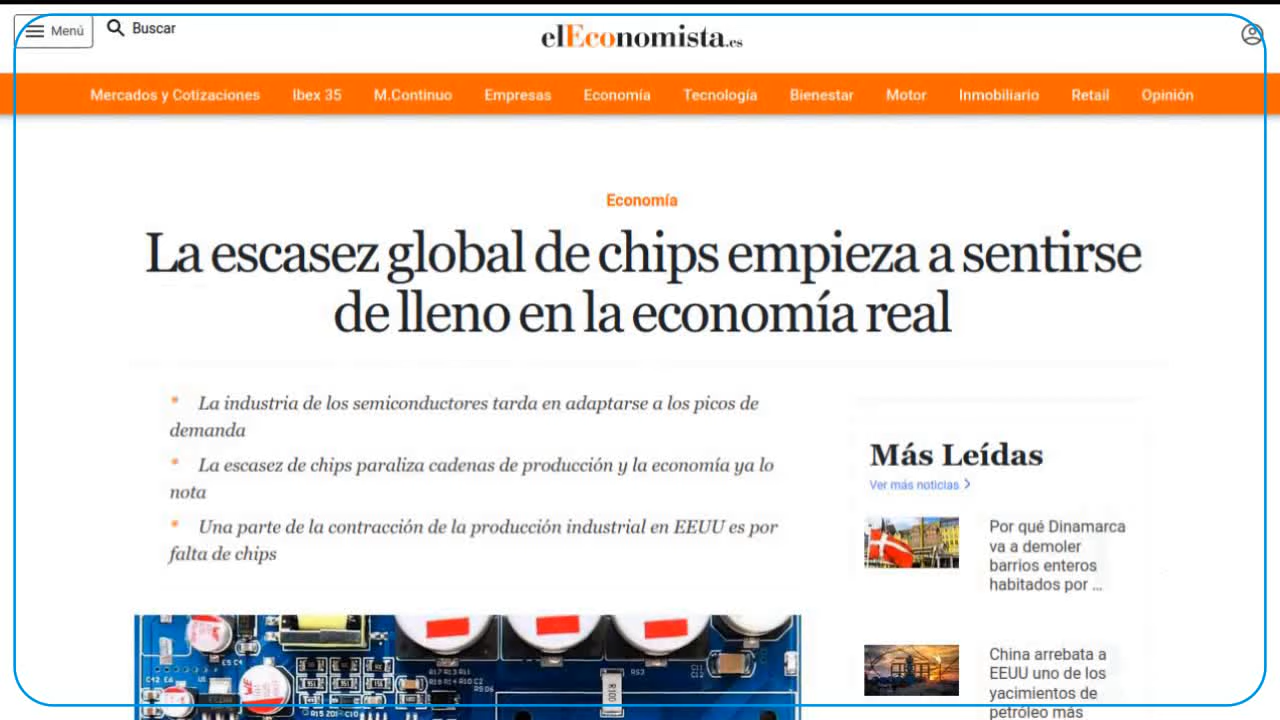 Menú
Buscar
elEconomista.es
Mercados y Cotizaciones Ibex 35 M.Continuo Empresas Economía Tecnología Bienestar Motor Inmobiliario Retail Opinión
Economía
La escasez global de chips empieza a sentirse
de lleno en la economía real
* La industria de los semiconductores tarda en adaptarse a los picos de
demanda
* La escasez de chips paraliza cadenas de producción y la economía ya lo
nota
* Una parte de la contracción de la producción industrial en EEUU es por
falta de chips
Más Leídas
Ver más noticias
Por qué Dinamarca
va a demoler
barrios enteros
habitados por ...
China arrebata a
EEUU uno de los
yacimientos de
petróleo más
R100